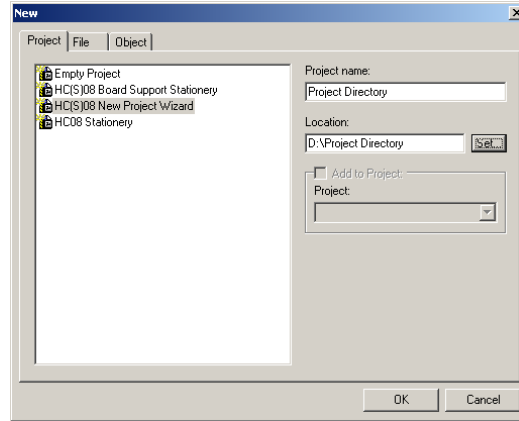 New
Project File Object
Empty Project
HC(S)08 Board Support Stationery
HC(S)08 New Project Wizard
HC08 Stationery
Project name:
Project Directory
Location:
D:\Project Directory Set...
Add to Project:
Project:
OK Cancel